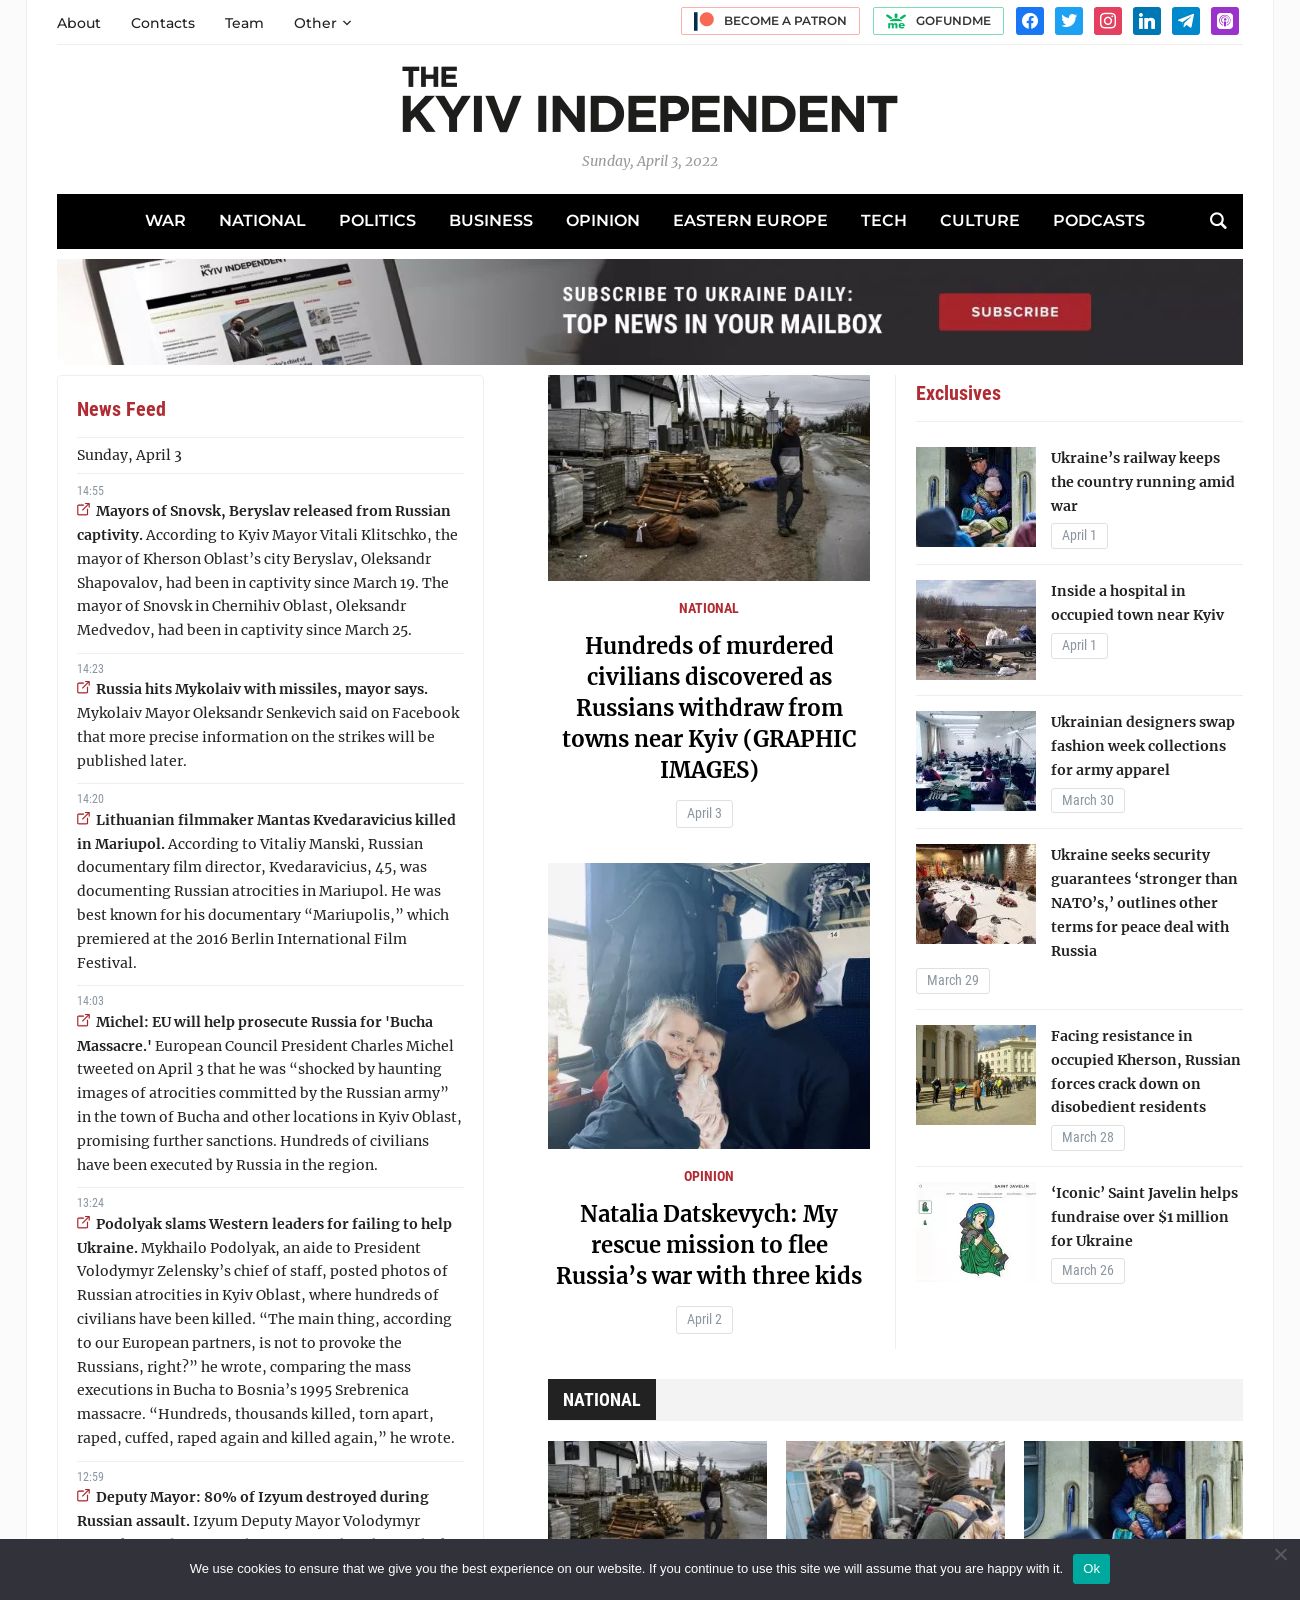 About
Contacts
Team
Other
BECOME A PATRON
GOFUNDME
THE
KYIV INDEPENDENT
Sunday, April 3, 2022
WAR
NATIONAL
POLITICS
BUSINESS
OPINION
EASTERN EUROPE
TECH
CULTURE
PODCASTS
THE
KYIV INDEPENDENT
SUBSCRIBE TO UKRAINE DAILY:
TOP NEWS IN YOUR MAILBOX
SUBSCRIBE
News Feed
Sunday, April 3
14:55
Mayors of Snovsk, Beryslav released from Russian
captivity. According to Kyiv Mayor Vitali Klitschko, the
mayor of Kherson Oblast’s city Beryslav, Oleksandr
Shapovalov, had been in captivity since March 19. The
mayor of Snovsk in Chernihiv Oblast, Oleksandr
Medvedov, had been in captivity since March 25.
14:23
Russia hits Mykolaiv with missiles, mayor says.
Mykolaiv Mayor Oleksandr Senkevich said on Facebook
that more precise information on the strikes will be
published later.
14:20
Lithuanian filmmaker Mantas Kvedaravicius killed
in Mariupol. According to Vitaliy Manski, Russian
documentary film director, Kvedaravicius, 45, was
documenting Russian atrocities in Mariupol. He was
best known for his documentary “Mariupolis,” which
premiered at the 2016 Berlin International Film
Festival.
14:03
Michel: EU will help prosecute Russia for 'Bucha
Massacre.' European Council President Charles Michel
tweeted on April 3 that he was “shocked by haunting
images of atrocities committed by the Russian army”
in the town of Bucha and other locations in Kyiv Oblast,
promising further sanctions. Hundreds of civilians
have been executed by Russia in the region.
13:24
Podolyak slams Western leaders for failing to help
Ukraine. Mykhailo Podolyak, an aide to President
Volodymyr Zelensky’s chief of staff, posted photos of
Russian atrocities in Kyiv Oblast, where hundreds of
civilians have been killed. “The main thing, according
to our European partners, is not to provoke the
Russians, right?” he wrote, comparing the mass
executions in Bucha to Bosnia’s 1995 Srebrenica
massacre. “Hundreds, thousands killed, torn apart,
raped, cuffed, raped again and killed again,” he wrote.
12:59
Deputy Mayor: 80% of Izyum destroyed during
Russian assault. Izyum Deputy Mayor Volodymyr
NATIONAL
Hundreds of murdered
civilians discovered as
Russians withdraw from
towns near Kyiv (GRAPHIC
IMAGES)
April 3
14
OPINION
Natalia Datskevych: My
rescue mission to flee
Russia’s war with three kids
April 2
Exclusives
Ukraine’s railway keeps
the country running amid
war
April 1
Inside a hospital in
occupied town near Kyiv
April 1
Ukrainian designers swap
fashion week collections
for army apparel
March 30
Ukraine seeks security
guarantees ‘stronger than
NATO’s,’ outlines other
terms for peace deal with
Russia
March 29
Facing resistance in
occupied Kherson, Russian
forces crack down on
disobedient residents
March 28
SAINT JAVELIN
‘Iconic’ Saint Javelin helps
fundraise over $1 million
for Ukraine
March 26
NATIONAL
We use cookies to ensure that we give you the best experience on our website. If you continue to use this site we will assume that you are happy with it.
Ok